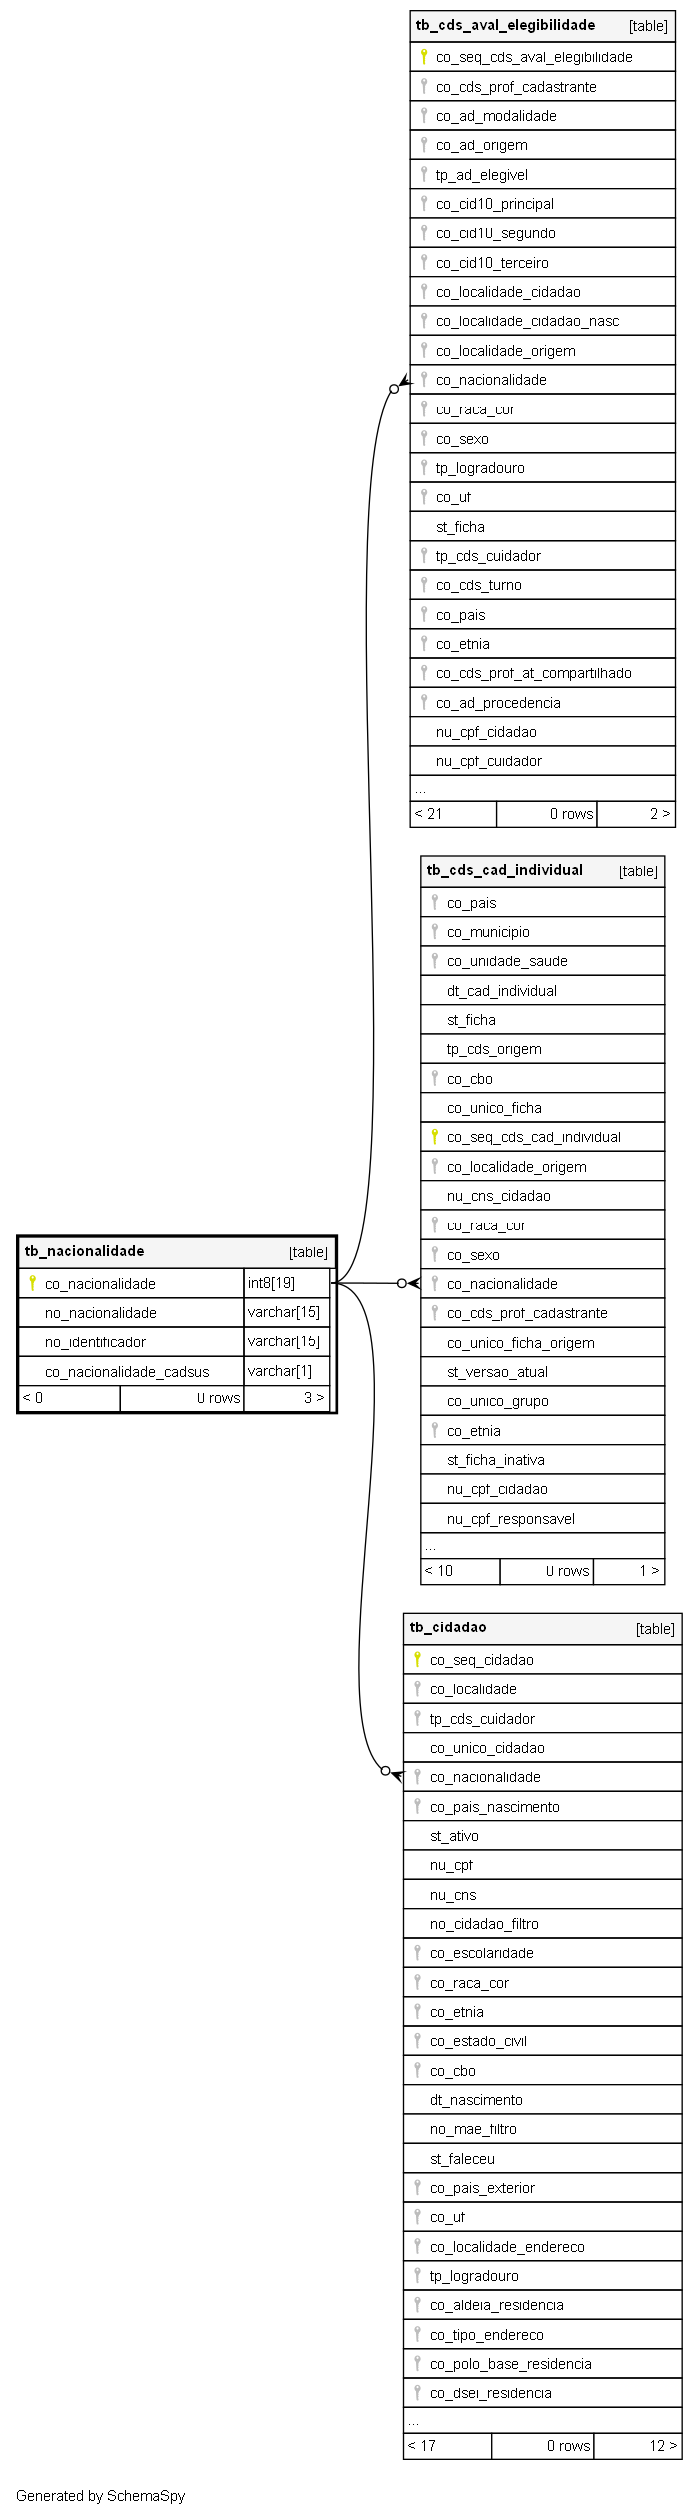 tb_cds_aval_elegibilidade [table]
co_seq_cds_aval_elegibilidade
co_cds_prof_cadastrante
co_ad_modalidade
co_ad_origem
tp_ad_elegivel
co_cid10_principal
co_cid10_segundo
co_cid10_terceiro
co_localidade_cidadao
co_localidade_cidadao_nasc
co_localidade_origem
co_nacionalidade
co_raca_cor
co_sexo
tp_logradouro
co_uf
st_ficha
tp_cds_cuidador
co_cds_turno
co_pais
co_etnia
co_cds_prof_at_compartilhado
co_ad_procedencia
nu_cpf_cidadao
nu_cpf_cuidador
...
< 21 0 rows 2 >
tb_cds_cad_individual [table]
co_pais
co_municipio
co_unidade_saude
dt_cad_individual
st_ficha
tp_cds_origem
co_cbo
co_unico_ficha
co_seq_cds_cad_individual
co_localidade_origem
nu_cns_cidadao
co_raca_cor
co_sexo
co_nacionalidade
co_cds_prof_cadastrante
co_unico_ficha_origem
st_versao_atual
co_unico_grupo
co_etnia
st_ficha_inativa
nu_cpf_cidadao
nu_cpf_responsavel
...
< 10 0 rows 1 >
tb_nacionalidade [table]
co_nacionalidade int8[19]
no_nacionalidade varchar[15]
no_identificador varchar[15]
co_nacionalidade_cadsus varchar[1]
< 0 0 rows 3 >
tb_cidadao [table]
co_seq_cidadao
co_localidade
tp_cds_cuidador
co_unico_cidadao
co_nacionalidade
co_pais_nascimento
st_ativo
nu_cpf
nu_cns
no_cidadao_filtro
co_escolaridade
co_raca_cor
co_etnia
co_estado_civil
co_cbo
dt_nascimento
no_mae_filtro
st_faleceu
co_pais_exterior
co_uf
co_localidade_endereco
tp_logradouro
co_aldeia_residencia
co_tipo_endereco
co_polo_base_residencia
co_dsei_residencia
...
< 17 0 rows 12 >
Generated by SchemaSpy